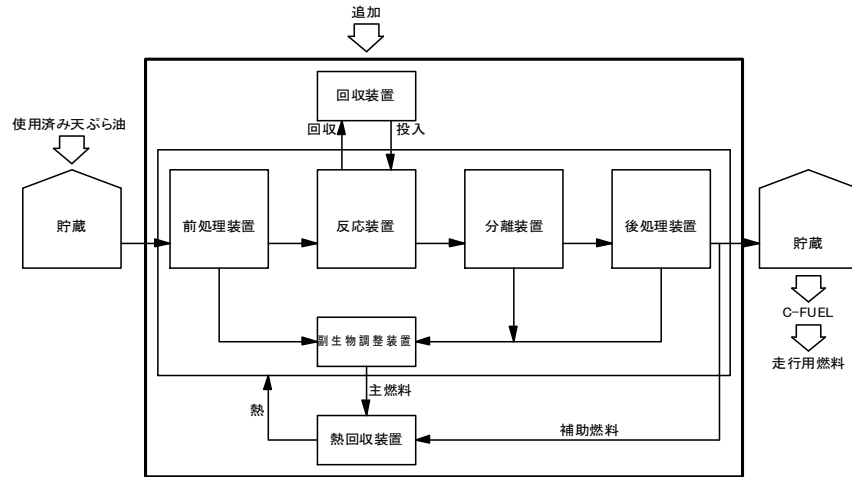 追加
回収装置
使用済み天ぷら油
回収
投入
貯蔵
前処理装置
反応装置
分離装置
後処理装置
貯蔵
C-FUEL
副生物調整装置
走行用燃料
主燃料
熱
熱回収装置
補助燃料